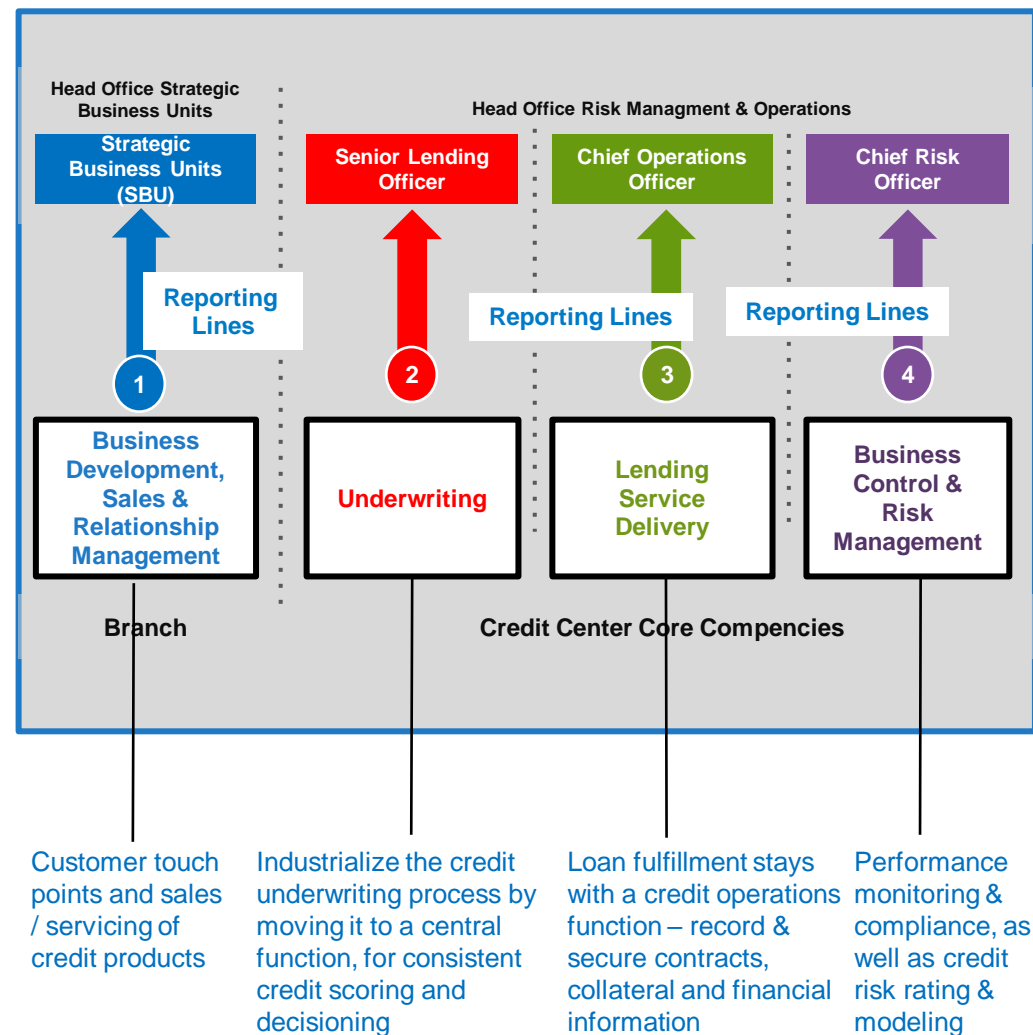 Head Office Strategic
Business Units
Head Office Risk Managment & Operations
Strategic
Business Units
(SBU)
Senior Lending
Officer
Chief Operations
Officer
Chief Risk
Officer
Reporting
Lines
Reporting Lines
Reporting Lines
1
2
3
4
Business
Development,
Sales &
Relationship
Management
Underwriting
Lending
Service
Delivery
Business
Control &
Risk
Management
Branch
Credit Center Core Compencies
Customer touch
points and sales
/ servicing of
credit products
Industrialize the credit
underwriting process by
moving it to a central
function, for consistent
credit scoring and
decisioning
Loan fulfillment stays
with a credit operations
function – record &
secure contracts,
collateral and financial
information
Performance
monitoring &
compliance, as
well as credit
risk rating &
modeling